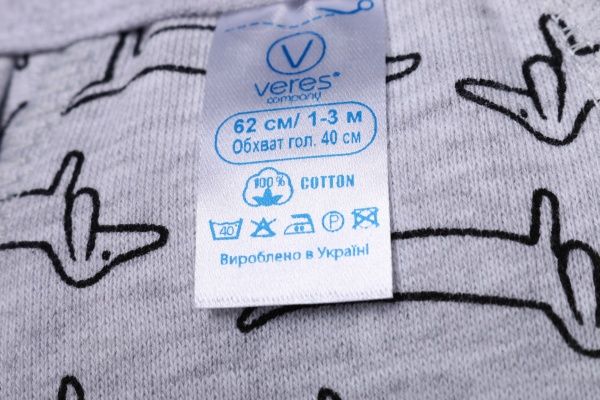 V
veres®
company
62 см/ 1-3 м
Обхват гол. 40 см
100% COTTON
40 P
Вироблено в Україні